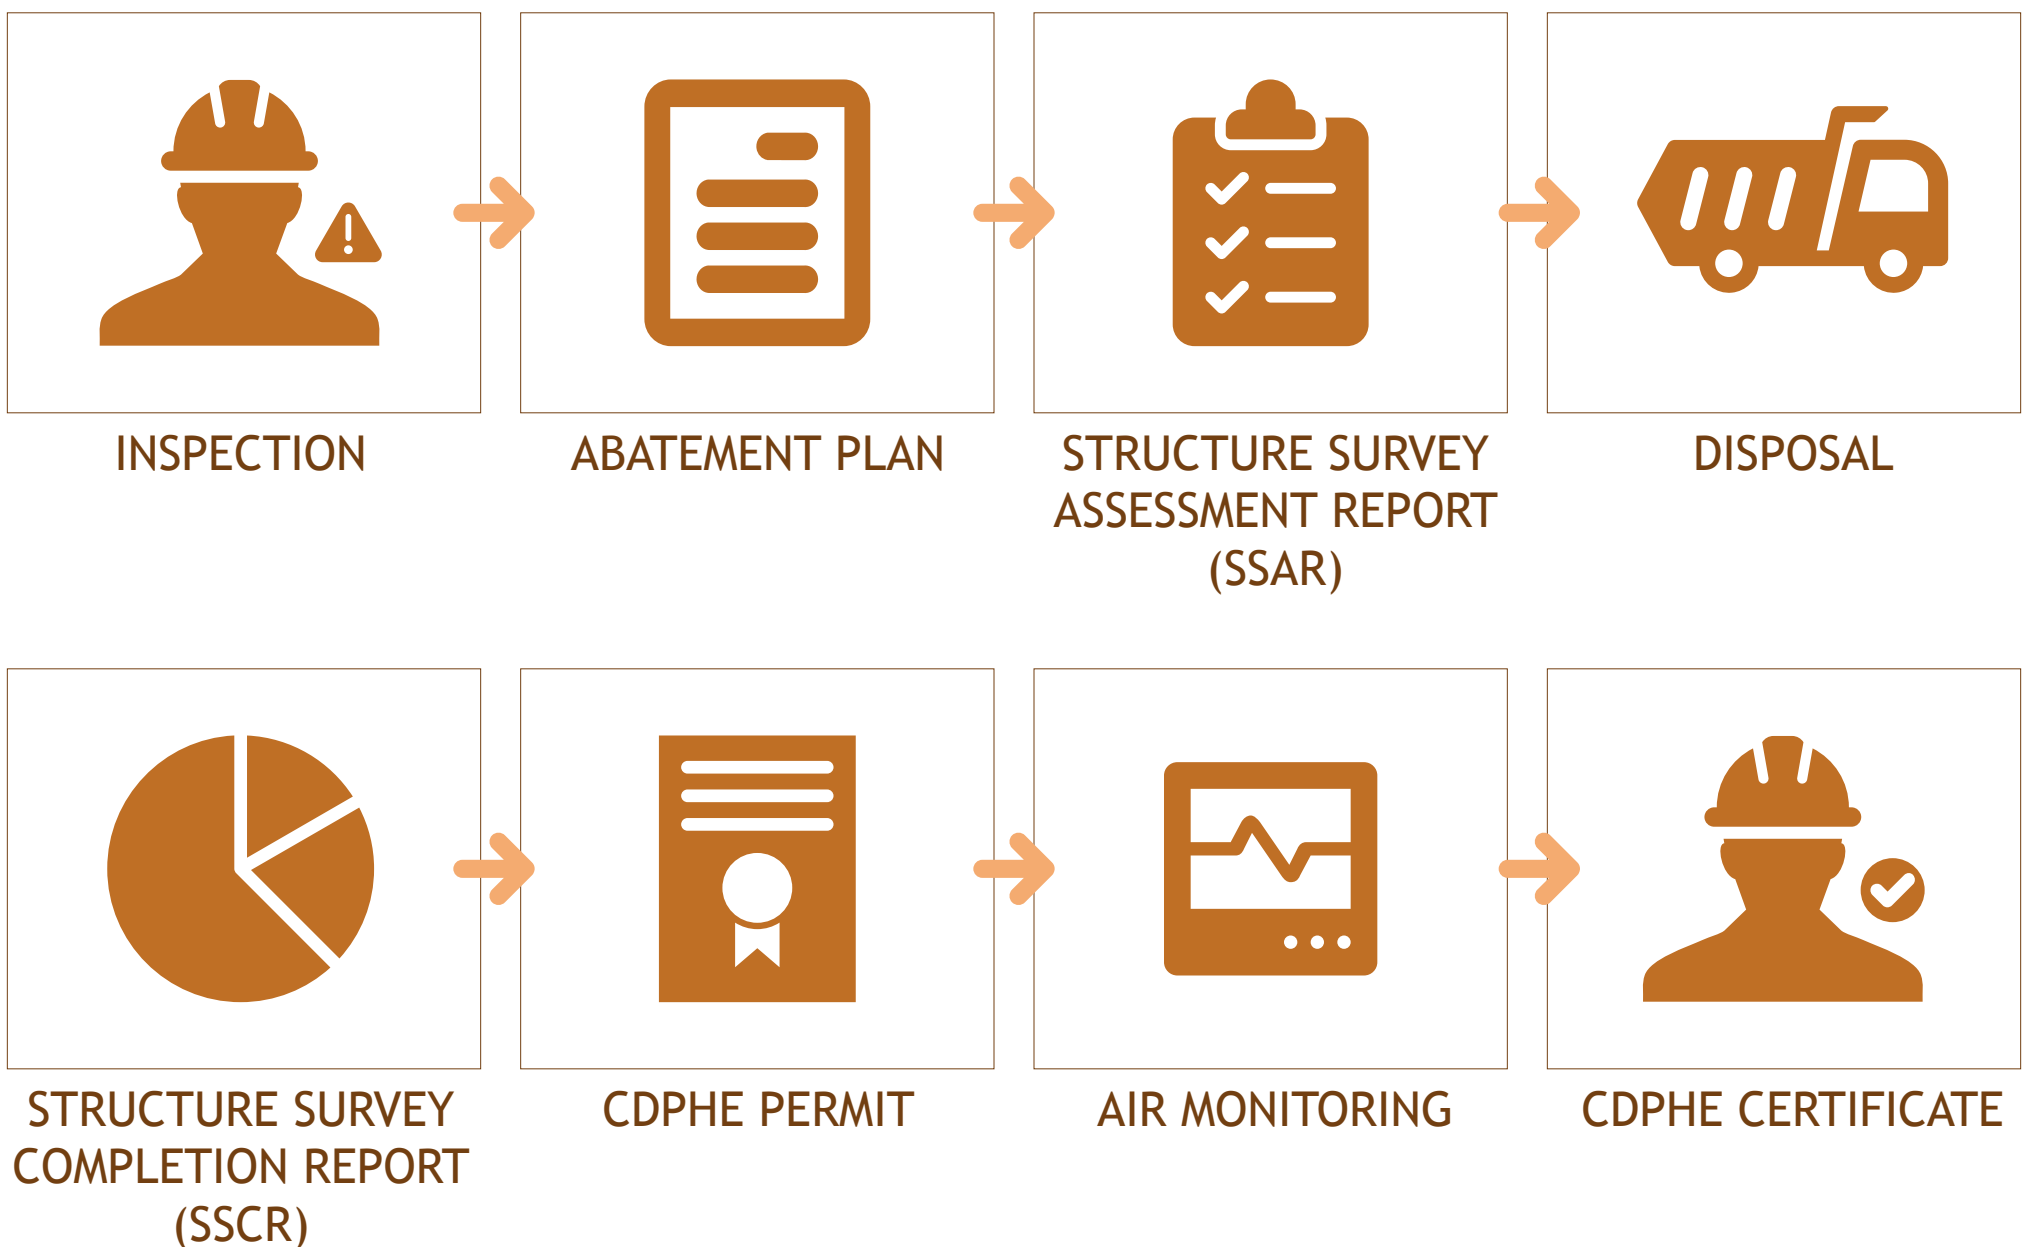 INSPECTION
ABATEMENT PLAN
STRUCTURE SURVEY
ASSESSMENT REPORT
(SSAR)
DISPOSAL
STRUCTURE SURVEY
COMPLETION REPORT
(SSCR)
CDPHE PERMIT
AIR MONITORING
CDPHE CERTIFICATE